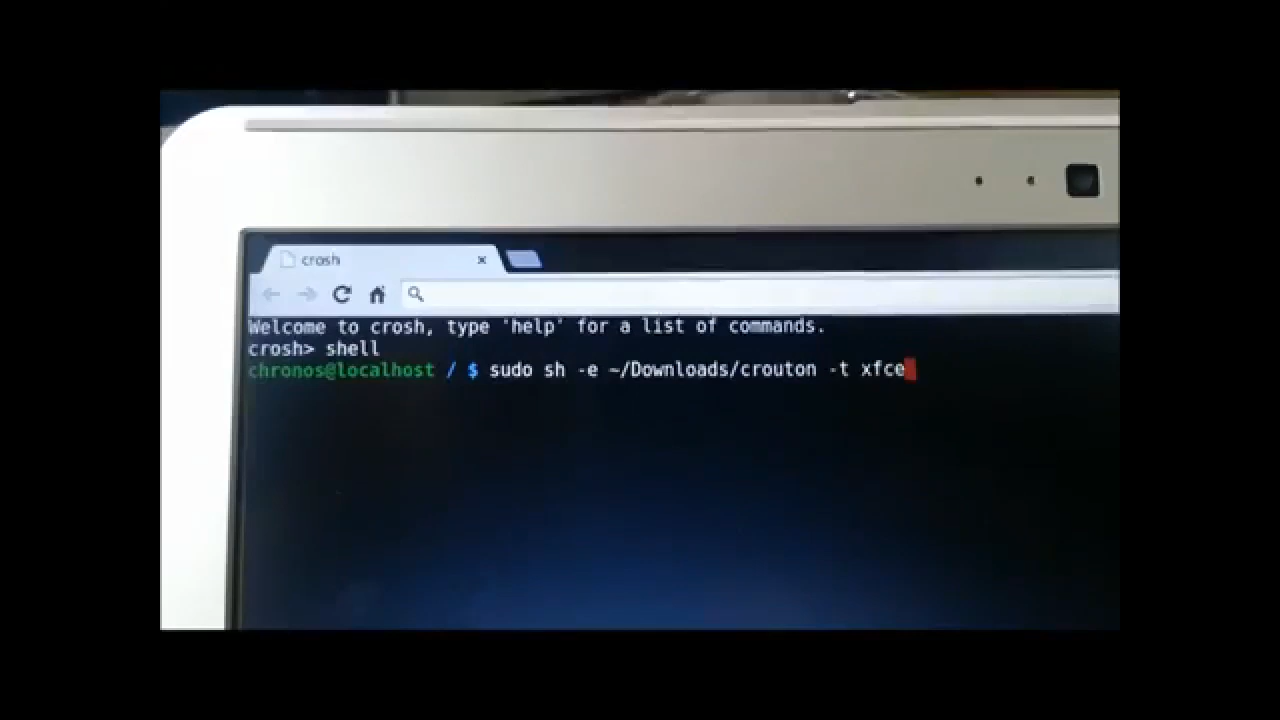 crosh
Welcome to crosh, type 'help' for a list of commands.
crosh> shell
chronos@localhost / $ sudo sh -e ~/Downloads/crouton -t xfce